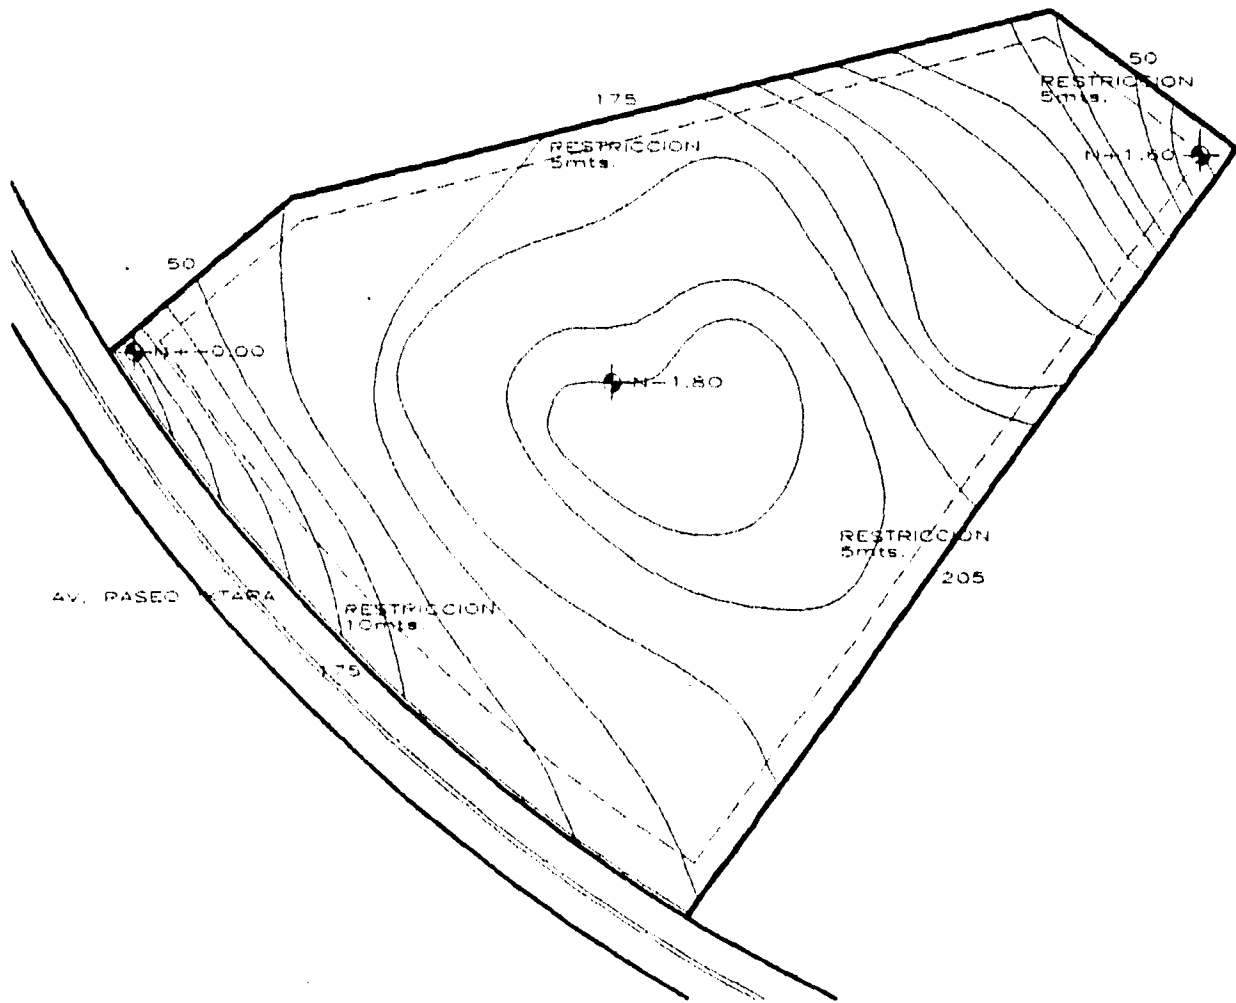 50
RESTRICCION
5mts.
175
RESTRICCION
5mts.
N+1.60
50
N+-0.00
N-1.80
RESTRICCION
5mts.
205
AV. PASEO
RESTRICCION
10mts.
175